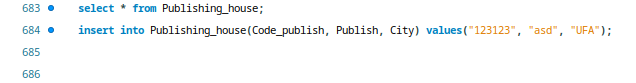 683 select * from Publishing_house;
684 insert into Publishing_house(Code_publish, Publish, City) values("123123", "asd", "UFA");
685
686